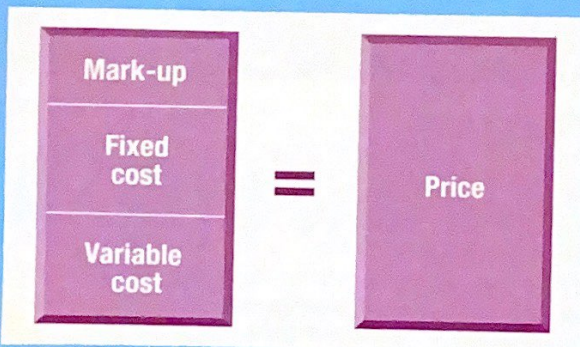 Mark-up
Fixed
cost
Variable
cost
=
Price